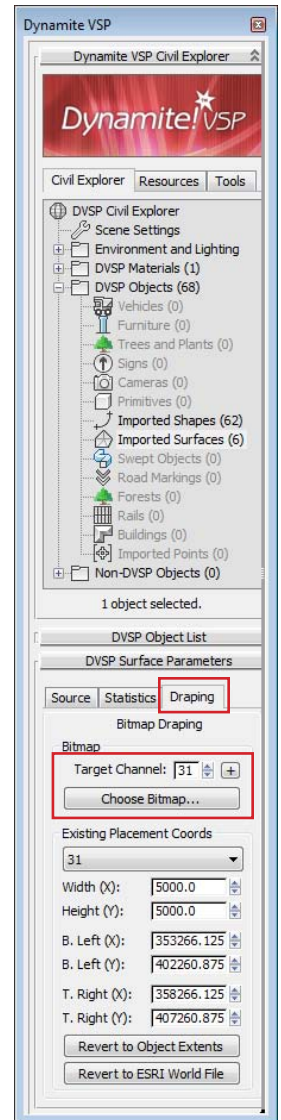 Dynamite VSP
Dynamite VSP Civil Explorer
Dynamite! VSP
Civil Explorer Resources Tools
DVSP Civil Explorer
Scene Settings
Environment and Lighting
DVSP Materials (1)
DVSP Objects (68)
Vehicles (0)
Furniture (0)
Trees and Plants (0)
Signs (0)
Cameras (0)
Primitives (0)
Imported Shapes (62)
Imported Surfaces (6)
Swept Objects (0)
Road Markings (0)
Forests (0)
Rails (0)
Buildings (0)
Imported Points (0)
Non-DVSP Objects (0)
1 object selected.
DVSP Object List
DVSP Surface Parameters
Source Statistics Draping
Bitmap Draping
Bitmap
Target Channel: 31 +
Choose Bitmap...
Existing Placement Coords
31
Width (X): 5000.0
Height (Y): 5000.0
B. Left (X): 353266.125
B. Left (Y): 402260.875
T. Right (X): 358266.125
T. Right (Y): 407260.875
Revert to Object Extents
Revert to ESRI World File